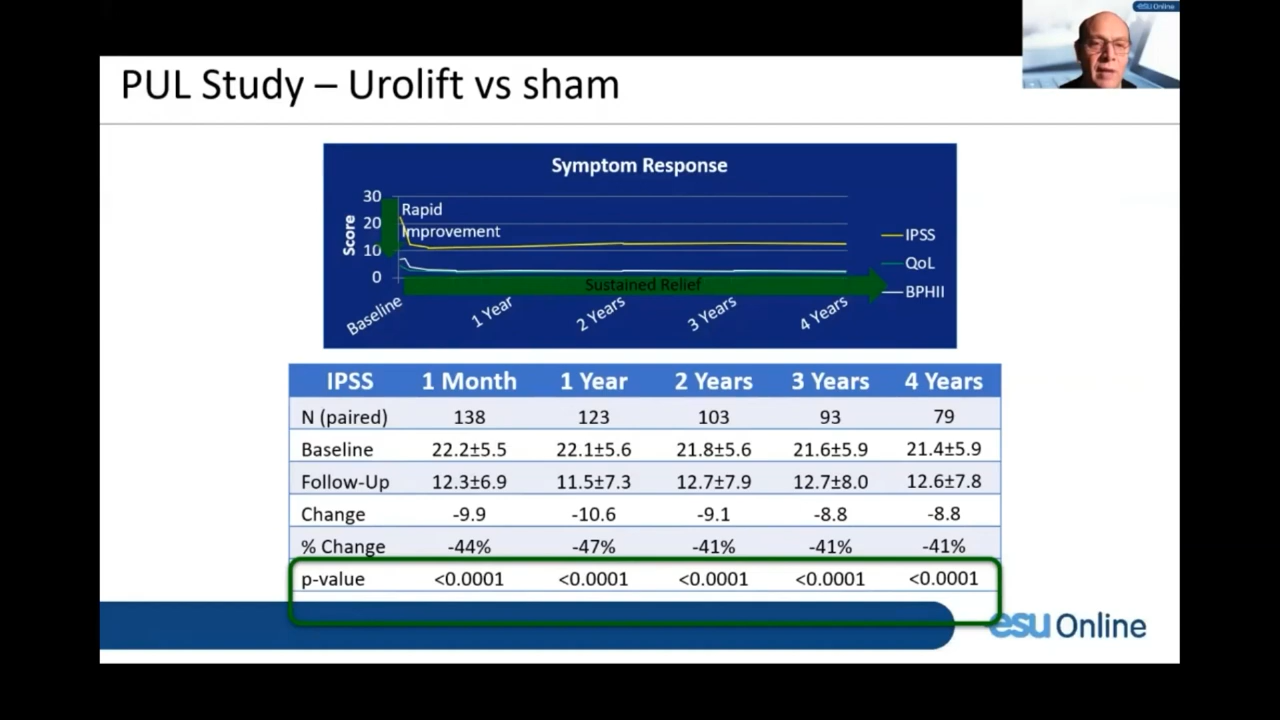 esu Online
PUL Study – Urolift vs sham
Symptom Response
Score
30
20
10
0
Rapid
Improvement
Sustained Relief
Baseline
1 Year
2 Years
3 Years
4 Years
IPSS
QoL
BPHII
IPSS 1 Month 1 Year 2 Years 3 Years 4 Years
N (paired) 138 123 103 93 79
Baseline 22.2±5.5 22.1±5.6 21.8±5.6 21.6±5.9 21.4±5.9
Follow-Up 12.3±6.9 11.5±7.3 12.7±7.9 12.7±8.0 12.6±7.8
Change -9.9 -10.6 -9.1 -8.8 -8.8
% Change -44% -47% -41% -41% -41%
p-value <0.0001 <0.0001 <0.0001 <0.0001 <0.0001
esu Online